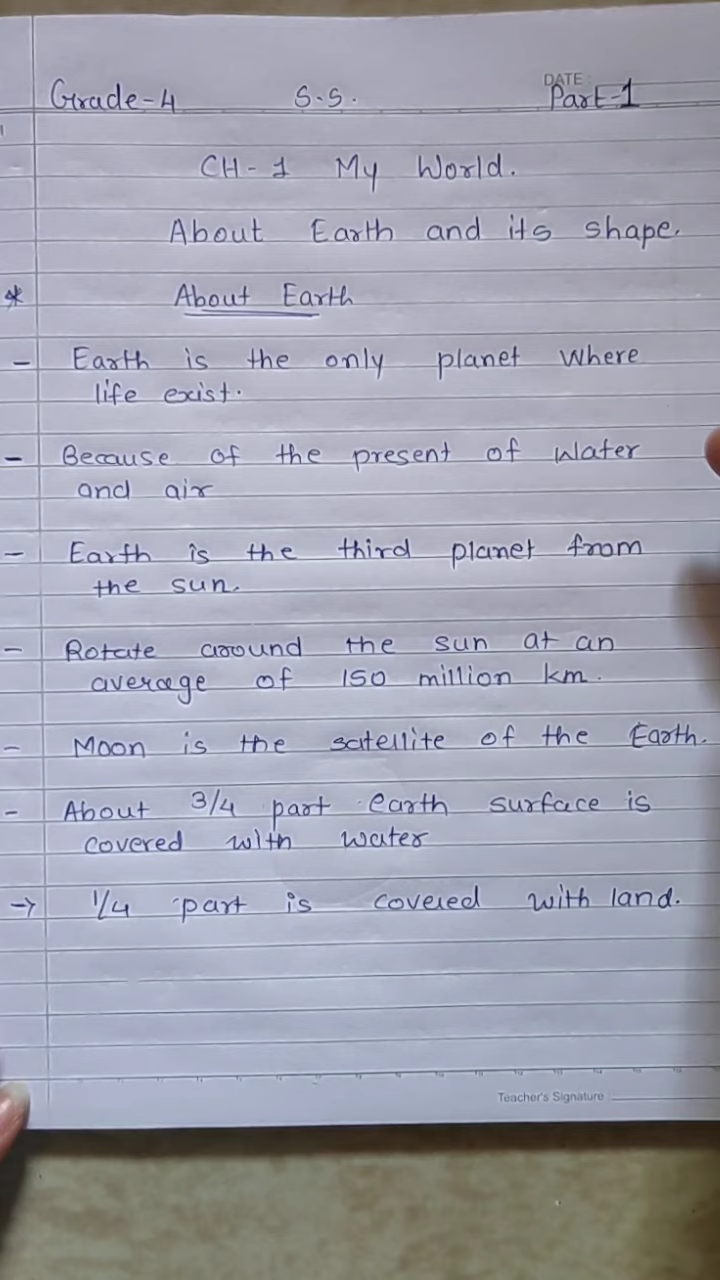 DATE :
Grade-4 S.S. Part-1
CH-1 My World.
About Earth and its shape.
* About Earth
- Earth is the only planet where
life exist.
- Because of the present of water
and air
- Earth is the third planet from
the sun.
- Rotate around the sun at an
average of 150 million km.
- Moon is the satellite of the Earth.
- About 3/4 part earth surface is
covered with water
→ 1/4 part is covered with land.
Teacher's Signature